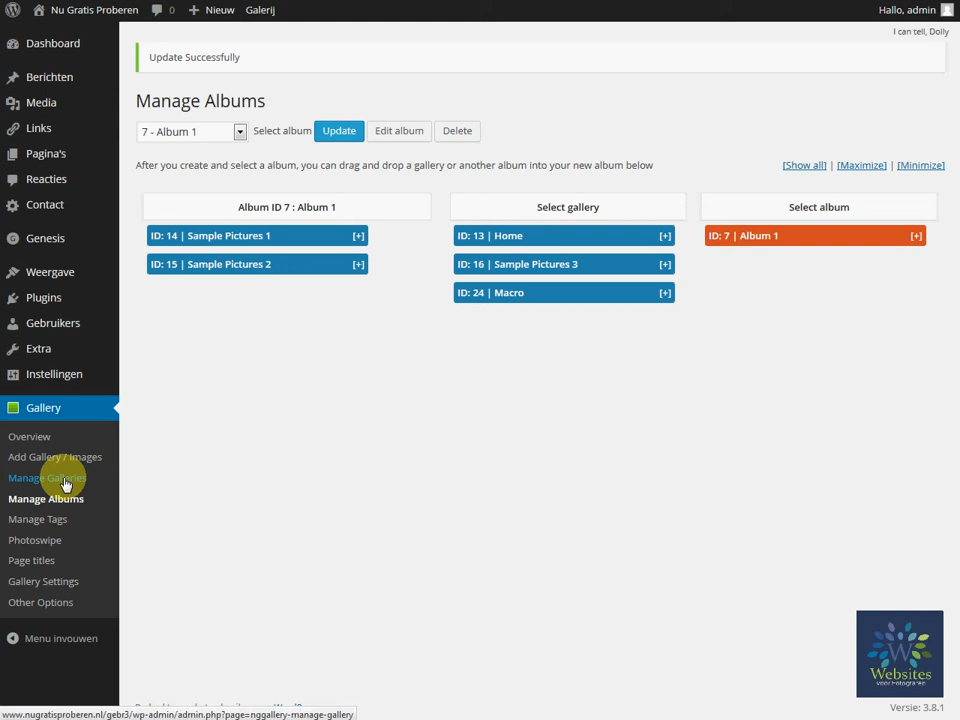 Nu Gratis Proberen 0 Nieuw Galerij Hallo, admin
I can tell, Dolly
Dashboard
Berichten
Media
Links
Pagina's
Reacties
Contact
Genesis
Weergave
Plugins
Gebruikers
Extra
Instellingen
Gallery
Overview
Add Gallery / Images
Manage Galleries
Manage Albums
Manage Tags
Photoswipe
Page titles
Gallery Settings
Other Options
Menu invouwen
Update Successfully
Manage Albums
7 - Album 1 Select album Update Edit album Delete
After you create and select a album, you can drag and drop a gallery or another album into your new album below [Show all] | [Maximize] | [Minimize]
Album ID 7 : Album 1
ID: 14 | Sample Pictures 1 [+]
ID: 15 | Sample Pictures 2 [+]
Select gallery
ID: 13 | Home [+]
ID: 16 | Sample Pictures 3 [+]
ID: 24 | Macro [+]
Select album
ID: 7 | Album 1 [+]
W
Websites
voor Fotografen
Versie: 3.8.1
www.nugratisproberen.nl/gebr3/wp-admin/admin.php?page=nggallery-manage-gallery